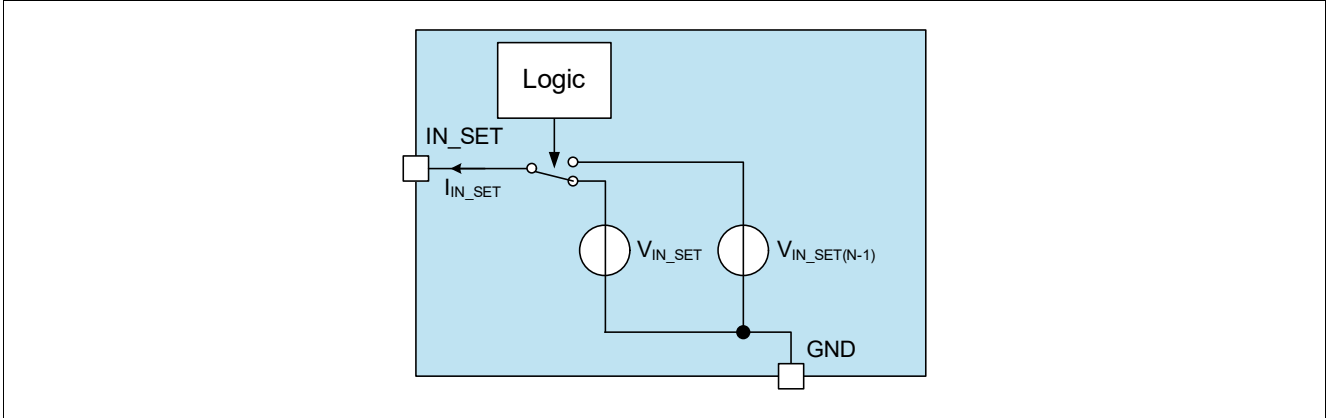 Logic
IN_SET
IIN_SET
VIN_SET
VIN_SET(N-1)
GND